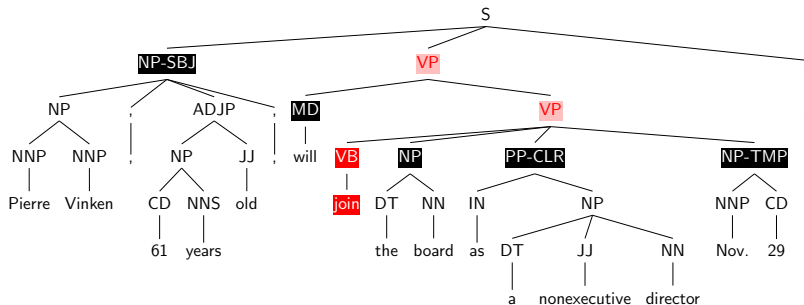 S
NP-SBJ VP
NP , ADJP , MD VP
NNP NNP , NP JJ , will VB NP PP-CLR NP-TMP
Pierre Vinken CD NNS old join DT NN IN NP NNP CD
61 years the board as DT JJ NN Nov. 29
a nonexecutive director